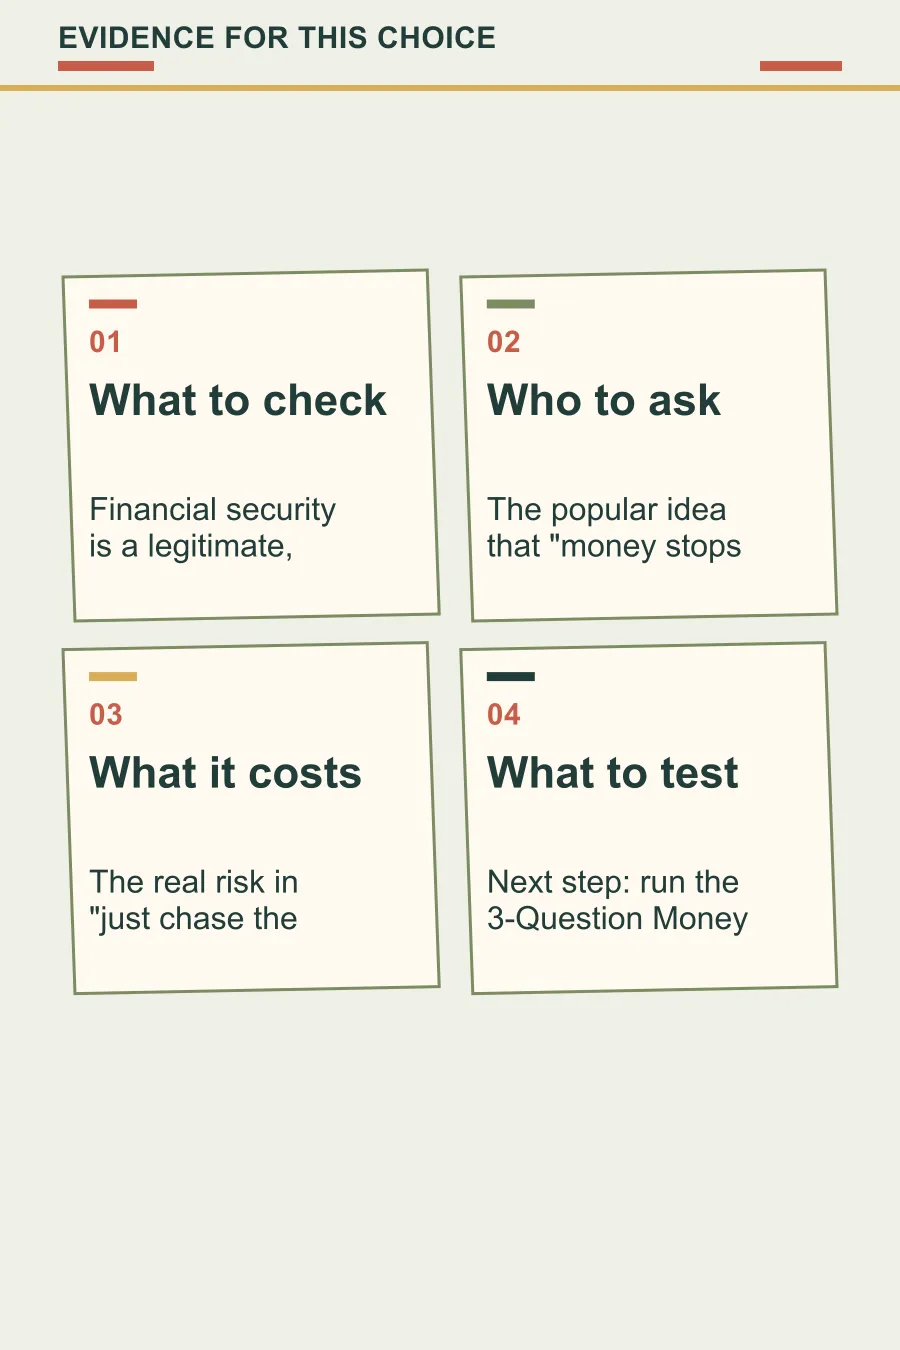 EVIDENCE FOR THIS CHOICE
01
What to check
Financial security
is a legitimate,
02
Who to ask
The popular idea
that "money stops
03
What it costs
The real risk in
"just chase the
04
What to test
Next step: run the
3-Question Money